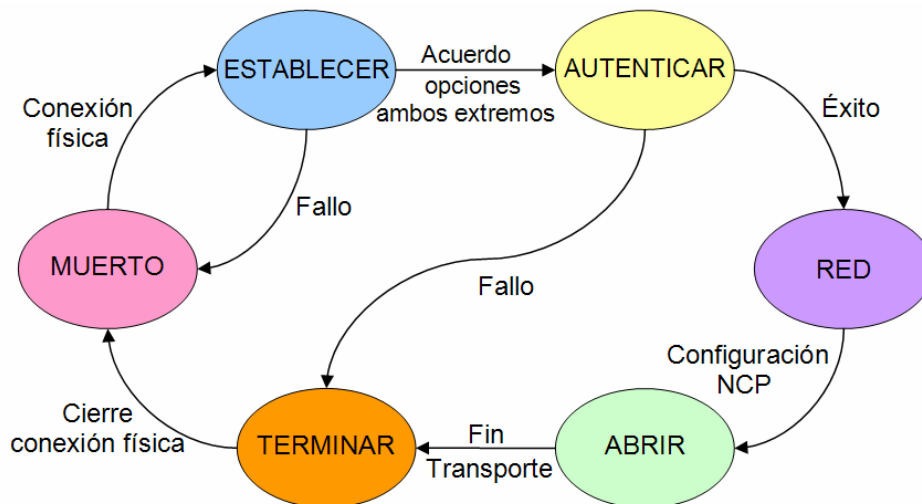 ESTABLECER
Acuerdo
opciones
ambos extremos
AUTENTICAR
Conexión
física
Éxito
Fallo
MUERTO
Fallo
RED
Configuración
NCP
Cierre
conexión física
TERMINAR
Fin
Transporte
ABRIR